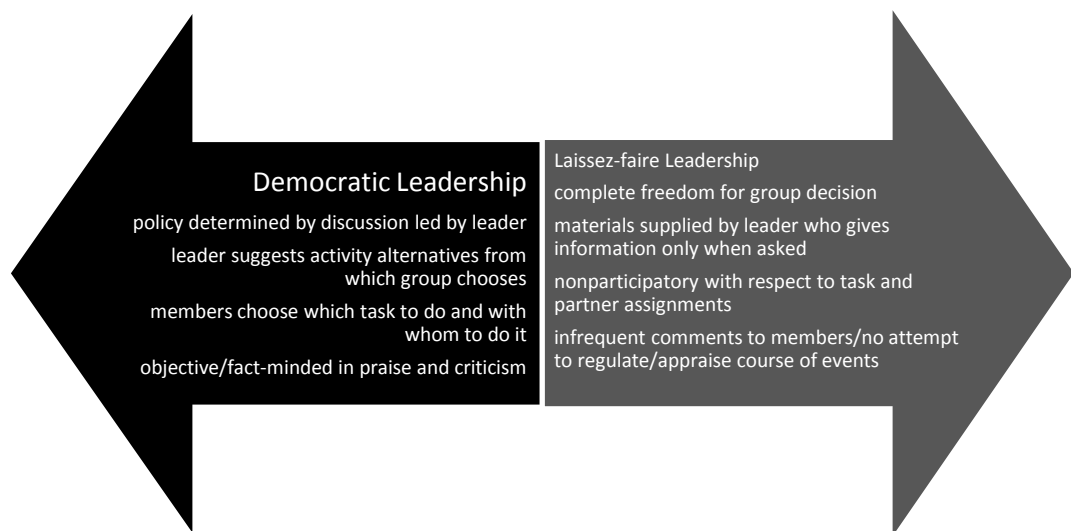 Democratic Leadership
policy determined by discussion led by leader
leader suggests activity alternatives from
which group chooses
members choose which task to do and with
whom to do it
objective/fact-minded in praise and criticism
Laissez-faire Leadership
complete freedom for group decision
materials supplied by leader who gives
information only when asked
nonparticipatory with respect to task and
partner assignments
infrequent comments to members/no attempt
to regulate/appraise course of events